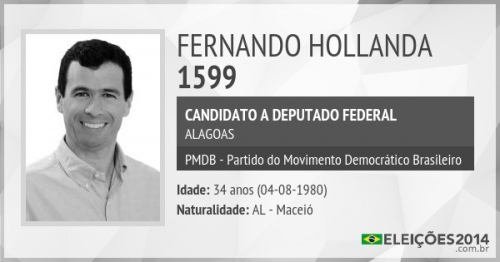 FERNANDO HOLLANDA
1599
CANDIDATO A DEPUTADO FEDERAL
ALAGOAS
PMDB - Partido do Movimento Democrático Brasileiro
Idade: 34 anos (04-08-1980)
Naturalidade: AL - Maceió
ELEIÇÕES2014
.com.br